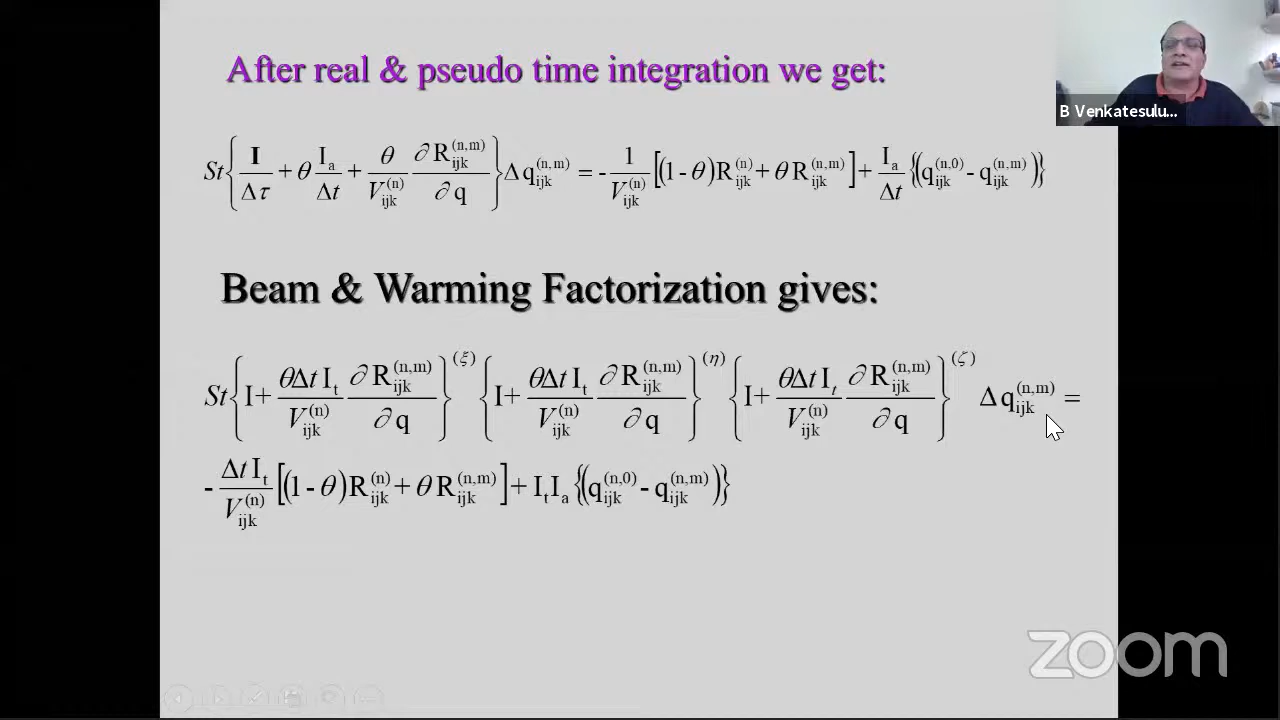 After real & pseudo time integration we get:
B Venkatesulu...
St{I/Δτ + θ I_a/Δt + θ/V_ijk^(n) ∂R_ijk^(n,m)/∂q}Δq_ijk^(n,m) = -1/V_ijk^(n) [(1-θ)R_ijk^(n) + θR_ijk^(n,m)] + I_a/Δt {(q_ijk^(n,0) - q_ijk^(n,m))}
Beam & Warming Factorization gives:
St{I+ θΔt I_t/V_ijk^(n) ∂R_ijk^(n,m)/∂q}^(ξ) {I+ θΔt I_t/V_ijk^(n) ∂R_ijk^(n,m)/∂q}^(η) {I+ θΔt I_t/V_ijk^(n) ∂R_ijk^(n,m)/∂q}^(ζ) Δq_ijk^(n,m) =
-Δt I_t/V_ijk^(n) [(1-θ)R_ijk^(n) + θR_ijk^(n,m)] + I_t I_a {(q_ijk^(n,0) - q_ijk^(n,m))}
zoom